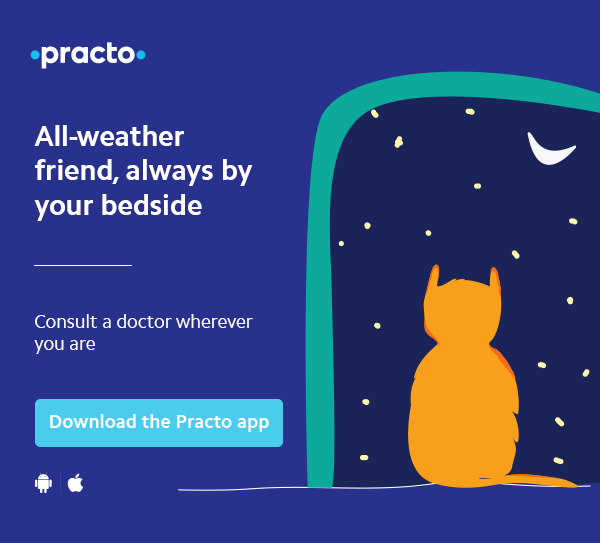 practo
All-weather
friend, always by
your bedside
Consult a doctor wherever
you are
Download the Practo app